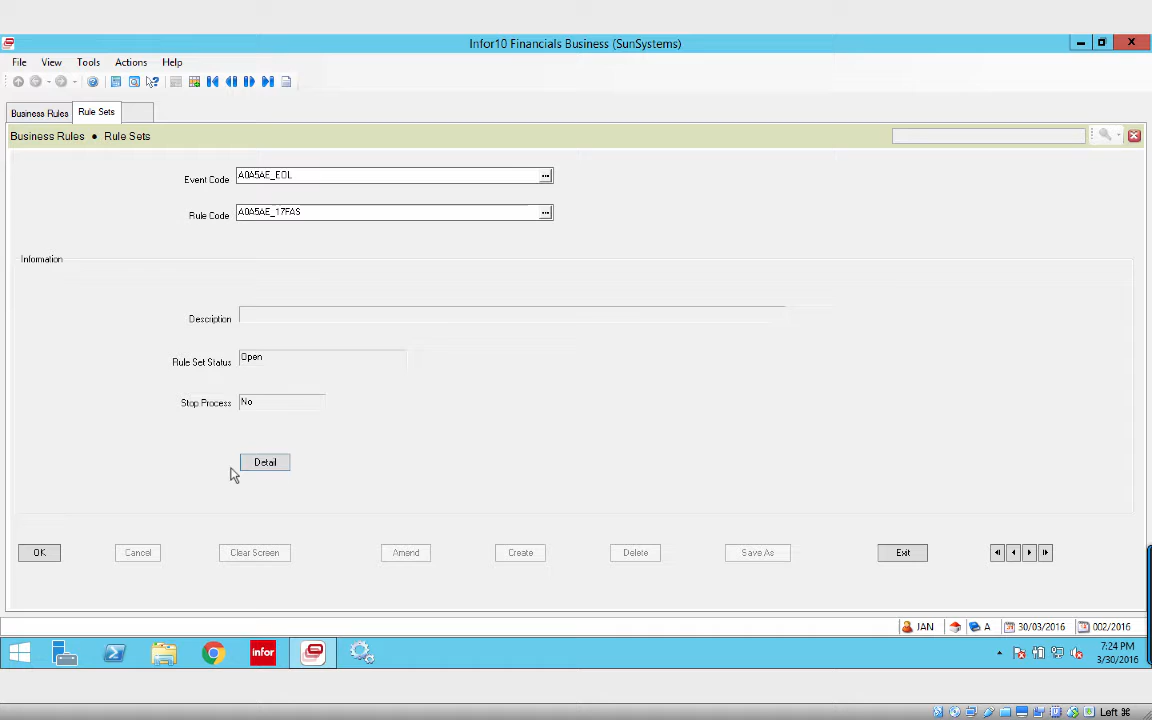 Infor10 Financials Business (SunSystems)
File View Tools Actions Help
Business Rules Rule Sets
Business Rules • Rule Sets
Event Code A0A5AE_EOL ...
Rule Code A0A5AE_17FAS ...
Information
Description
Rule Set Status Open
Stop Process No
Detail
OK Cancel Clear Screen Amend Create Delete Save As Exit
JAN A 30/03/2016 002/2016
infor 7:24 PM
3/30/2016
Left ⌘